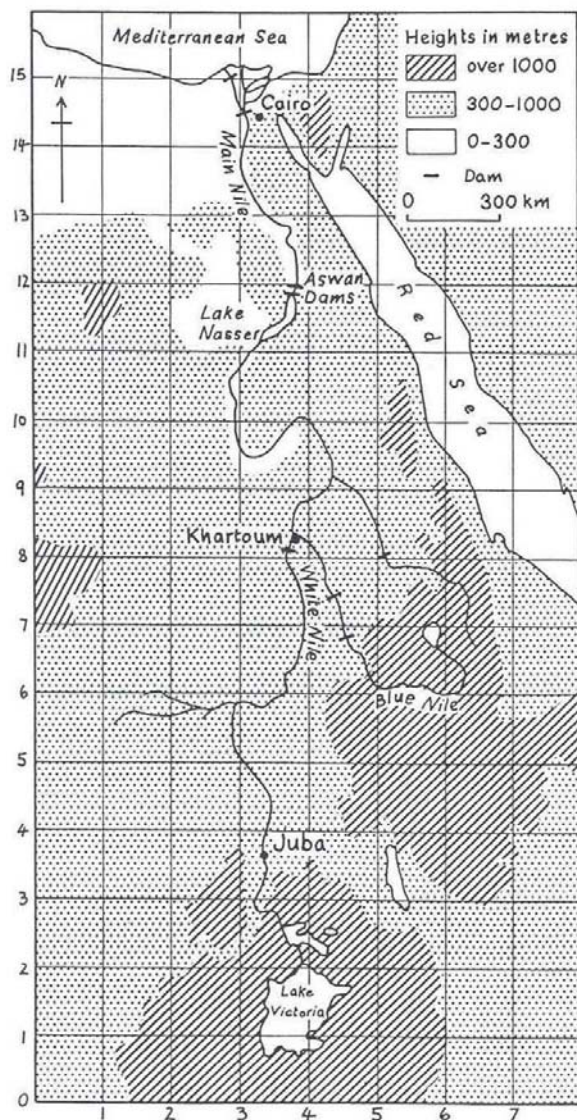 Mediterranean Sea
Heights in metres
over 1000
300–1000
0–300
Dam
0 300 km
N
Cairo
Main Nile
Aswan
Dams
Lake
Nasser
Red Sea
Khartoum
White Nile
Blue Nile
Juba
Lake
Victoria
15
14
13
12
11
10
9
8
7
6
5
4
3
2
1
0
1 2 3 4 5 6 7